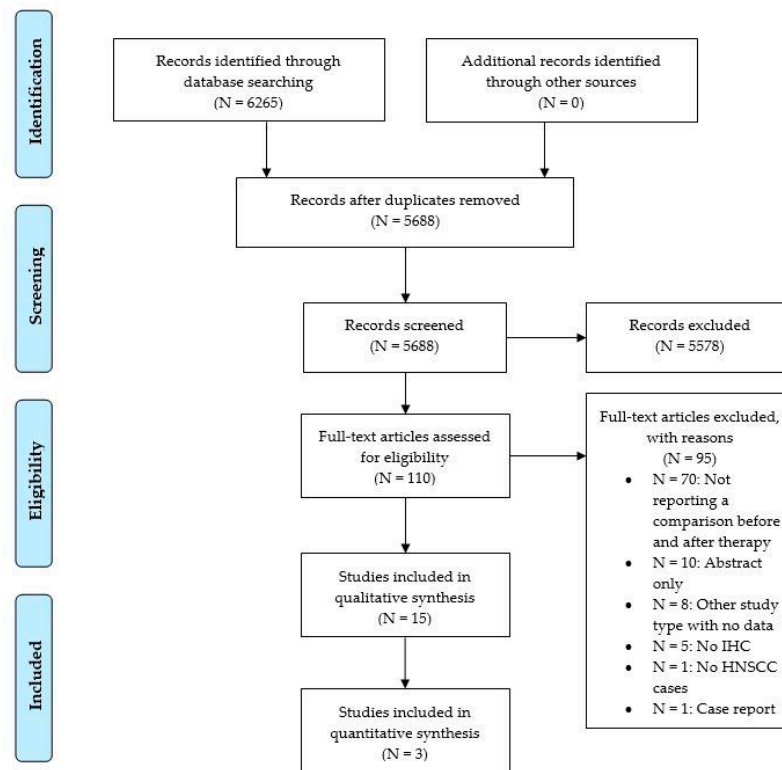 Identification
Records identified through
database searching
(N = 6265)
Additional records identified
through other sources
(N = 0)
Records after duplicates removed
(N = 5688)
Screening
Records screened
(N = 5688)
Records excluded
(N = 5578)
Eligibility
Full-text articles assessed
for eligibility
(N = 110)
Full-text articles excluded,
with reasons
(N = 95)
• N = 70: Not
reporting a
comparison before
and after therapy
• N = 10: Abstract
only
• N = 8: Other study
type with no data
• N = 5: No IHC
• N = 1: No HNSCC
cases
• N = 1: Case report
Studies included in
qualitative synthesis
(N = 15)
Included
Studies included in
quantitative synthesis
(N = 3)